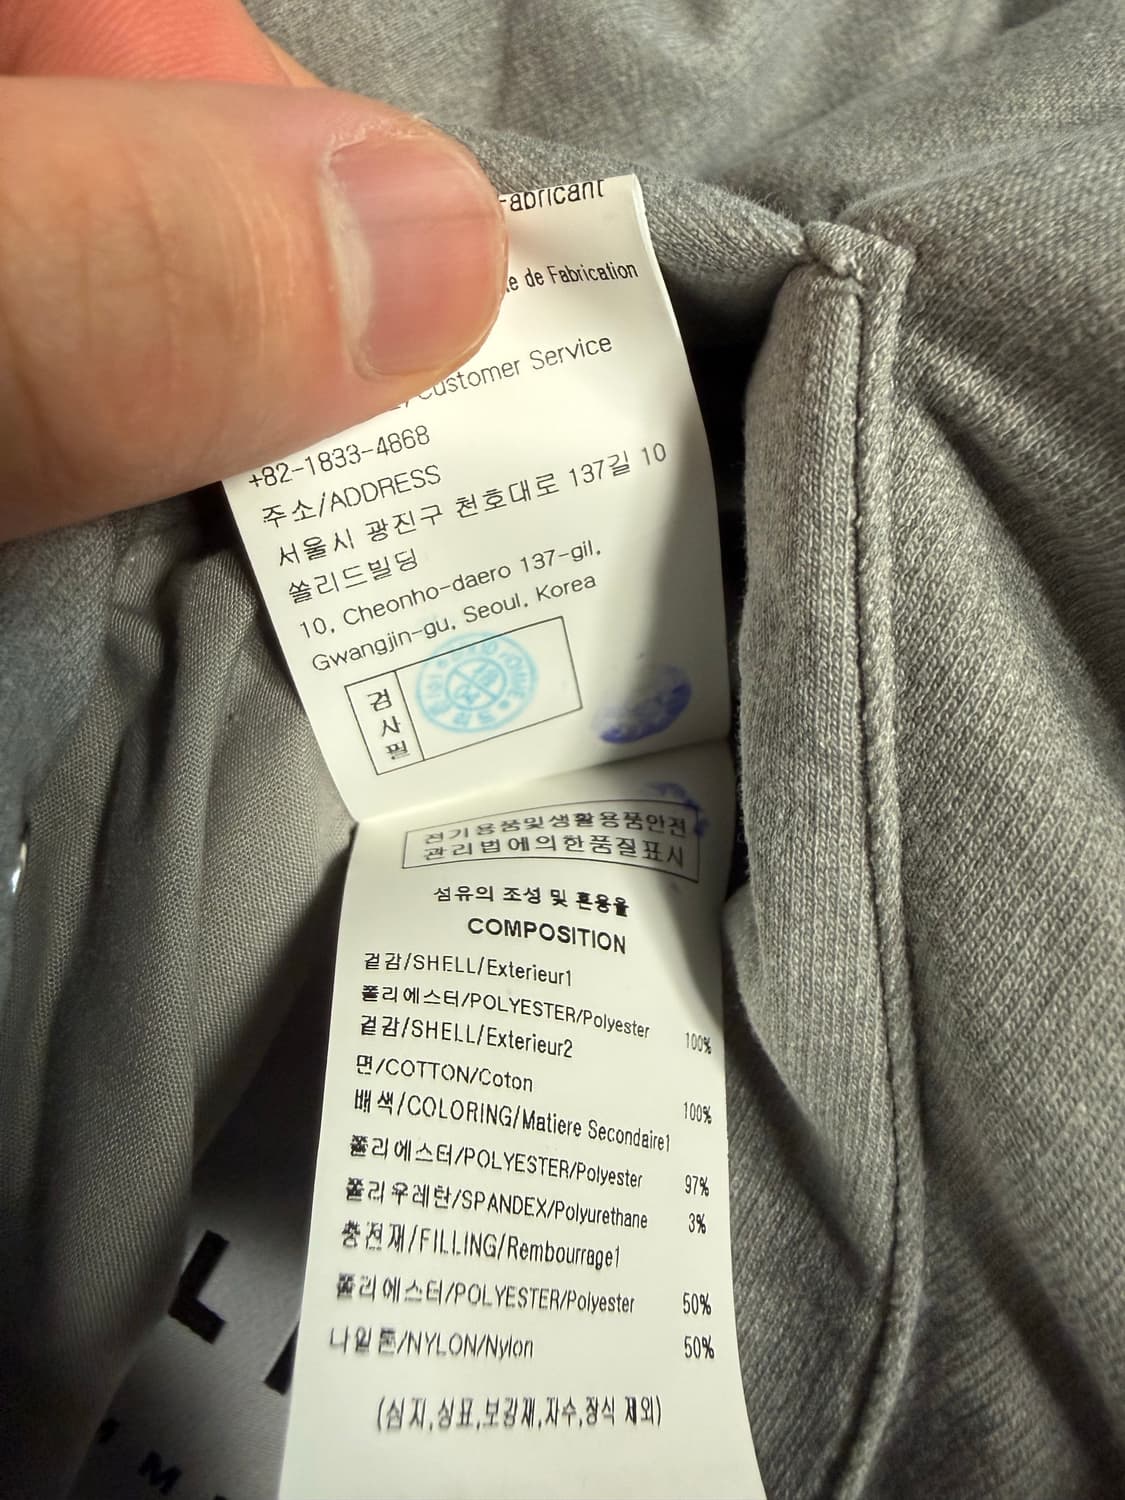 Fabricant
de Fabrication
/Customer Service
+82-1833-4668
주소/ADDRESS
서울시 광진구 천호대로 137길 10
쏠리드빌딩
10, Cheonho-daero 137-gil,
Gwangjin-gu, Seoul, Korea
검사필
전기용품및생활용품안전
관리법에의한품질표시
섬유의 조성 및 혼용율
COMPOSITION
겉감/SHELL/Exterieur1
폴리에스터/POLYESTER/Polyester 100%
겉감/SHELL/Exterieur2
면/COTTON/Coton 100%
배색/COLORING/Matiere Secondaire1
폴리에스터/POLYESTER/Polyester 97%
폴리우레탄/SPANDEX/Polyurethane 3%
충전재/FILLING/Rembourrage1
폴리에스터/POLYESTER/Polyester 50%
나일론/NYLON/Nylon 50%
(심지,상표,보강재,자수,장식 제외)
L
M